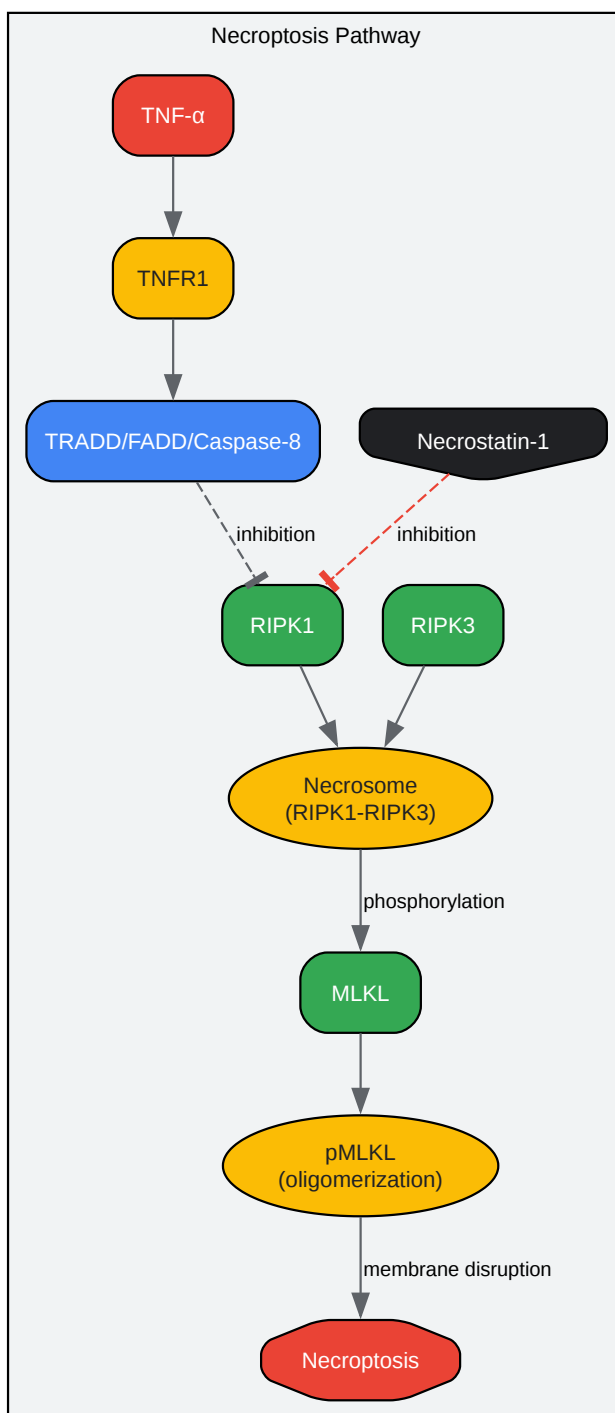 Necroptosis Pathway
TNF-α
TNFR1
TRADD/FADD/Caspase-8
Necrostatin-1
inhibition
inhibition
RIPK1
RIPK3
Necrosome
(RIPK1-RIPK3)
phosphorylation
MLKL
pMLKL
(oligomerization)
membrane disruption
Necroptosis